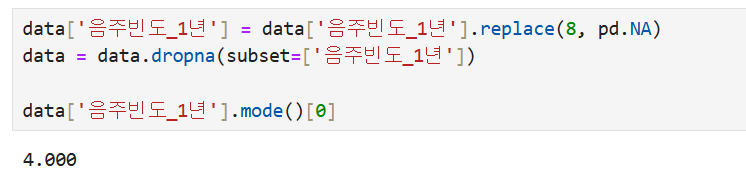 data['음주빈도_1년'] = data['음주빈도_1년'].replace(8, pd.NA)
data = data.dropna(subset=['음주빈도_1년'])
data['음주빈도_1년'].mode()[0]
4.000